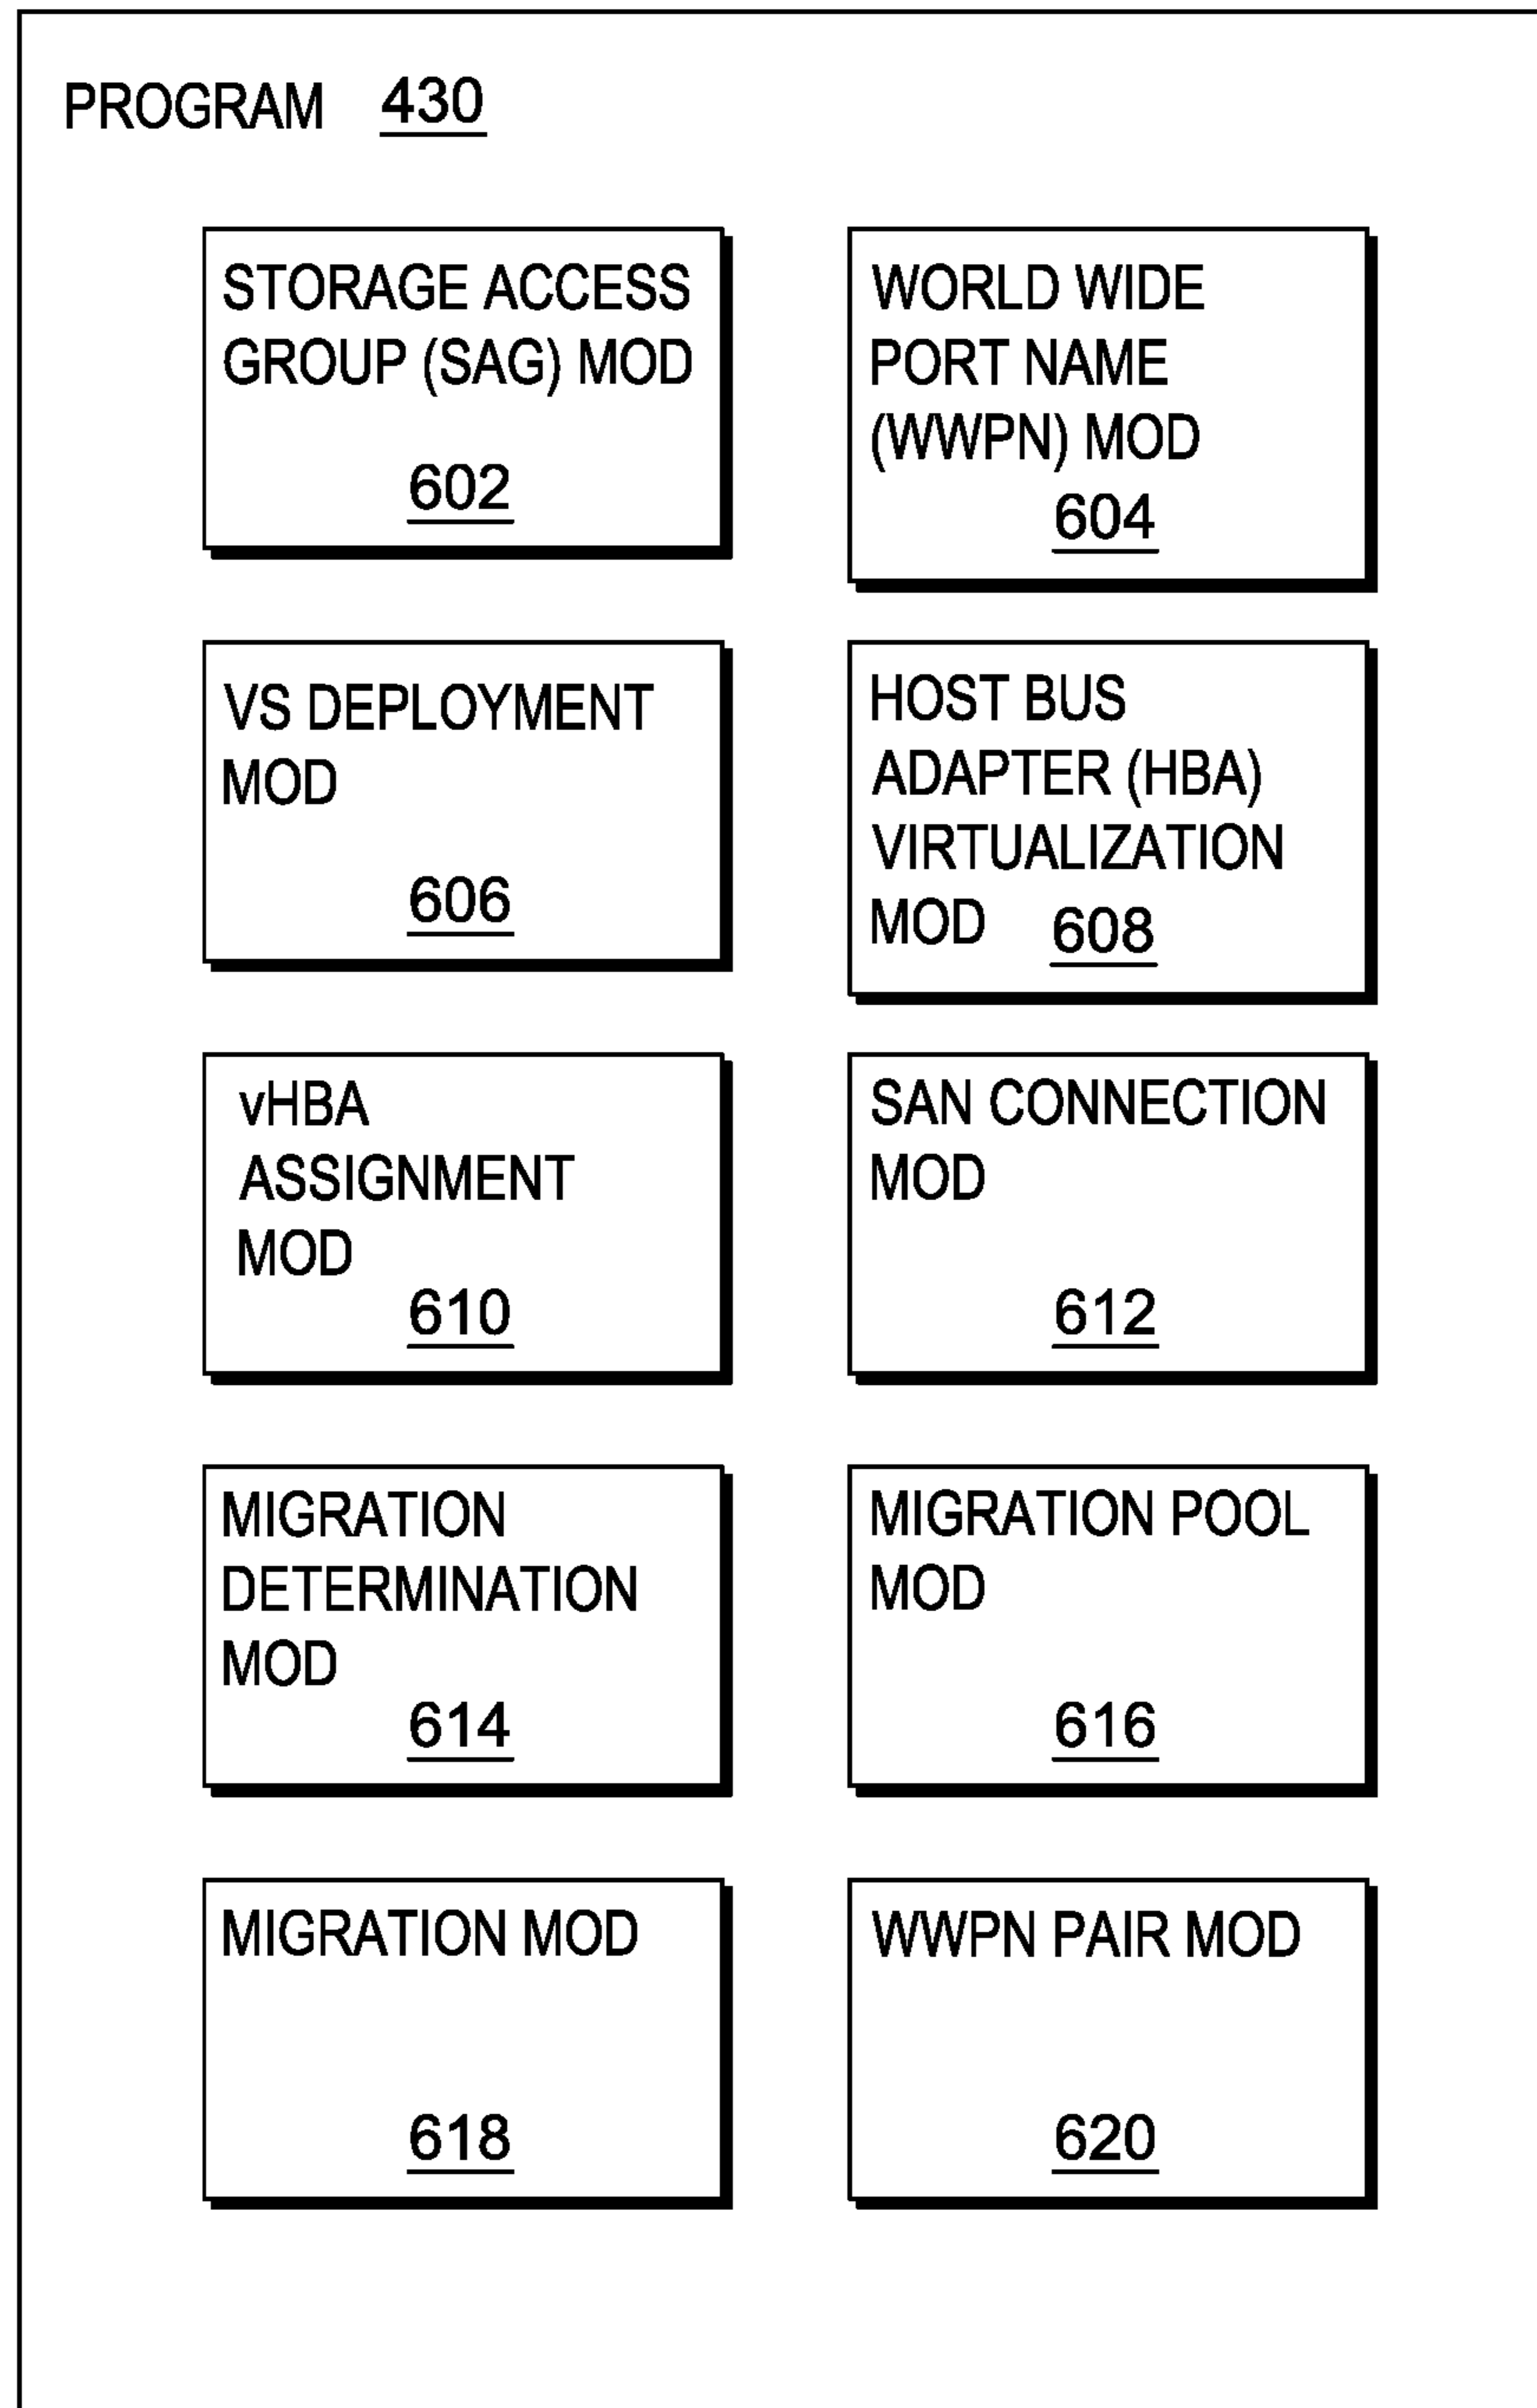 PROGRAM 430
STORAGE ACCESS
GROUP (SAG) MOD
602
WORLD WIDE
PORT NAME
(WWPN) MOD
604
VS DEPLOYMENT
MOD
606
HOST BUS
ADAPTER (HBA)
VIRTUALIZATION
MOD 608
vHBA
ASSIGNMENT
MOD
610
SAN CONNECTION
MOD
612
MIGRATION
DETERMINATION
MOD
614
MIGRATION POOL
MOD
616
MIGRATION MOD
618
WWPN PAIR MOD
620